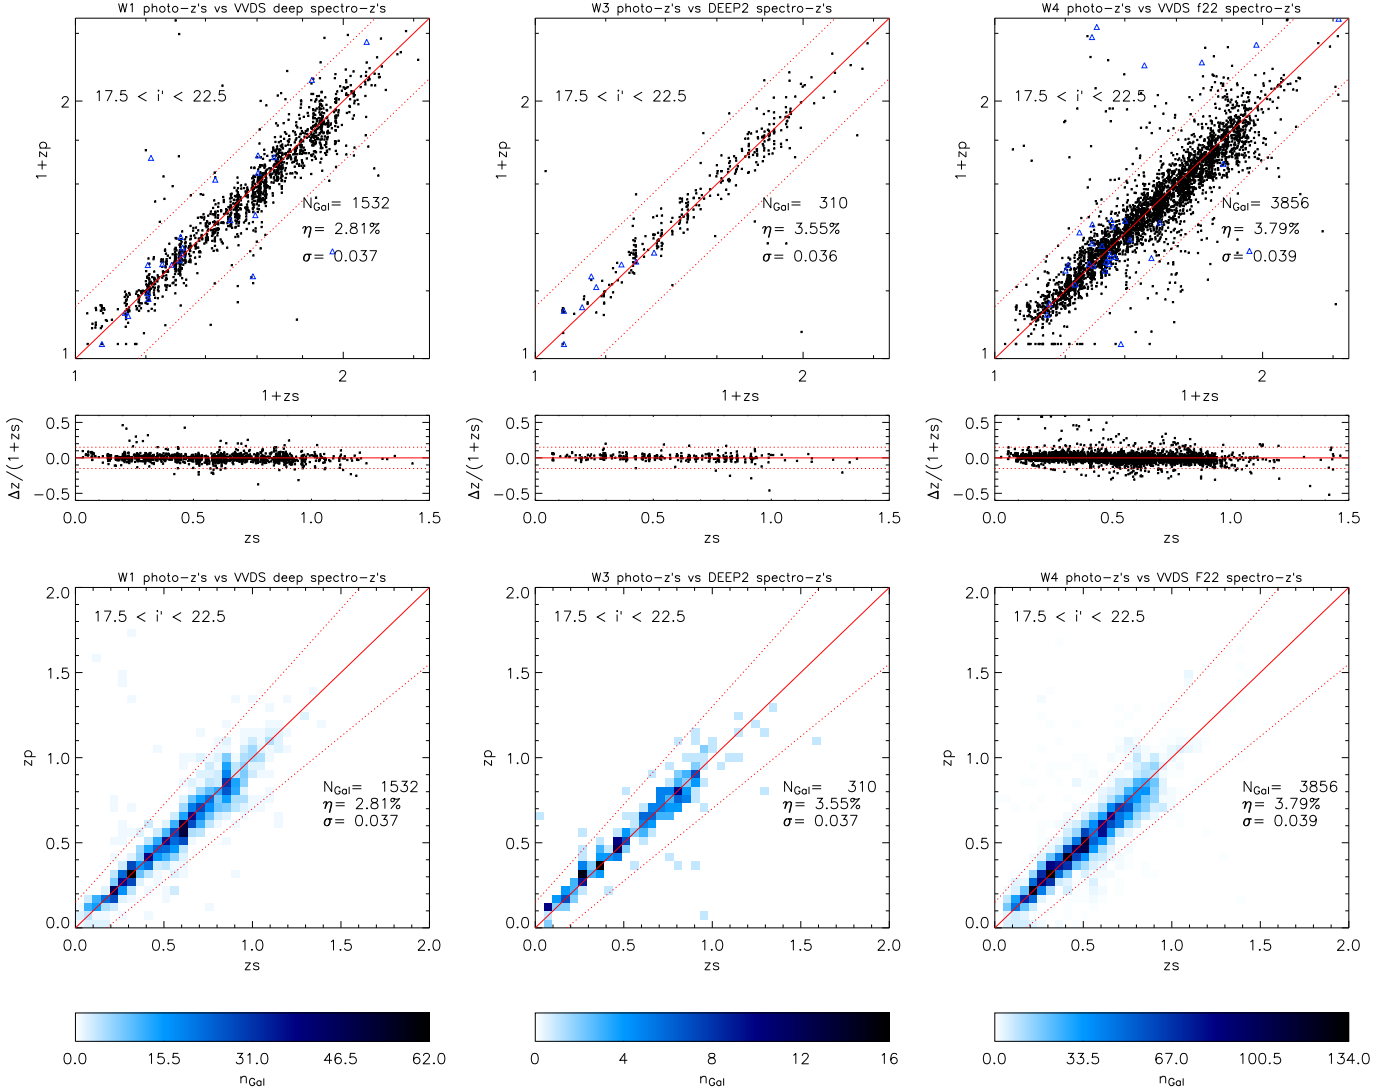 W1 photo-z's vs VVDS deep spectro-z's
W3 photo-z's vs DEEP2 spectro-z's
W4 photo-z's vs VVDS f22 spectro-z's
17.5 < i' < 22.5
17.5 < i' < 22.5
17.5 < i' < 22.5
2
1+zp
1
N_Gal= 1532
η= 2.81%
σ= 0.037
1 2
1+zs
2
1+zp
1
N_Gal= 310
η= 3.55%
σ= 0.036
1 2
1+zs
2
1+zp
1
N_Gal= 3856
η= 3.79%
σ= 0.039
1 2
1+zs
Δz/(1+zs)
0.5
0.0
−0.5
0.0 0.5 1.0 1.5
zs
Δz/(1+zs)
0.5
0.0
−0.5
0.0 0.5 1.0 1.5
zs
Δz/(1+zs)
0.5
0.0
−0.5
0.0 0.5 1.0 1.5
zs
W1 photo-z's vs VVDS deep spectro-z's
W3 photo-z's vs DEEP2 spectro-z's
W4 photo-z's vs VVDS F22 spectro-z's
17.5 < i' < 22.5
17.5 < i' < 22.5
17.5 < i' < 22.5
2.0
1.5
1.0
0.5
0.0
zp
N_Gal= 1532
η= 2.81%
σ= 0.037
0.0 0.5 1.0 1.5 2.0
zs
2.0
1.5
1.0
0.5
0.0
zp
N_Gal= 310
η= 3.55%
σ= 0.037
0.0 0.5 1.0 1.5 2.0
zs
2.0
1.5
1.0
0.5
0.0
zp
N_Gal= 3856
η= 3.79%
σ= 0.039
0.0 0.5 1.0 1.5 2.0
zs
0.0 15.5 31.0 46.5 62.0
n_Gal
0 4 8 12 16
n_Gal
0.0 33.5 67.0 100.5 134.0
n_Gal